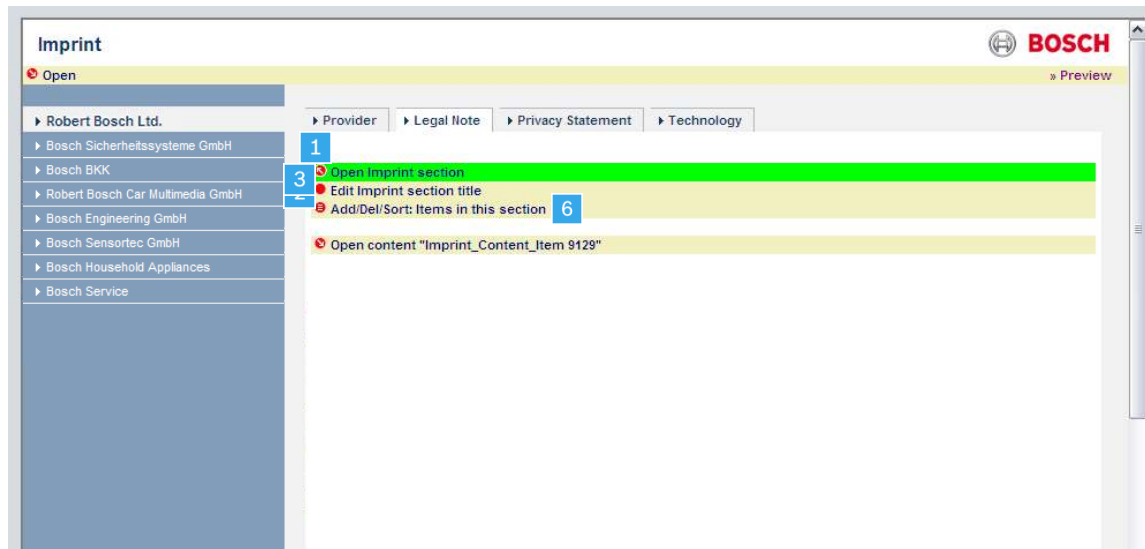 Imprint
BOSCH
Open
» Preview
Robert Bosch Ltd.
Provider
Legal Note
Privacy Statement
Technology
Bosch Sicherheitssysteme GmbH
1
Bosch BKK
Open Imprint section
3
Robert Bosch Car Multimedia GmbH
2
Edit Imprint section title
Bosch Engineering GmbH
Add/Del/Sort: Items in this section
6
Bosch Sensortec GmbH
Open content "Imprint_Content_Item 9129"
Bosch Household Appliances
Bosch Service